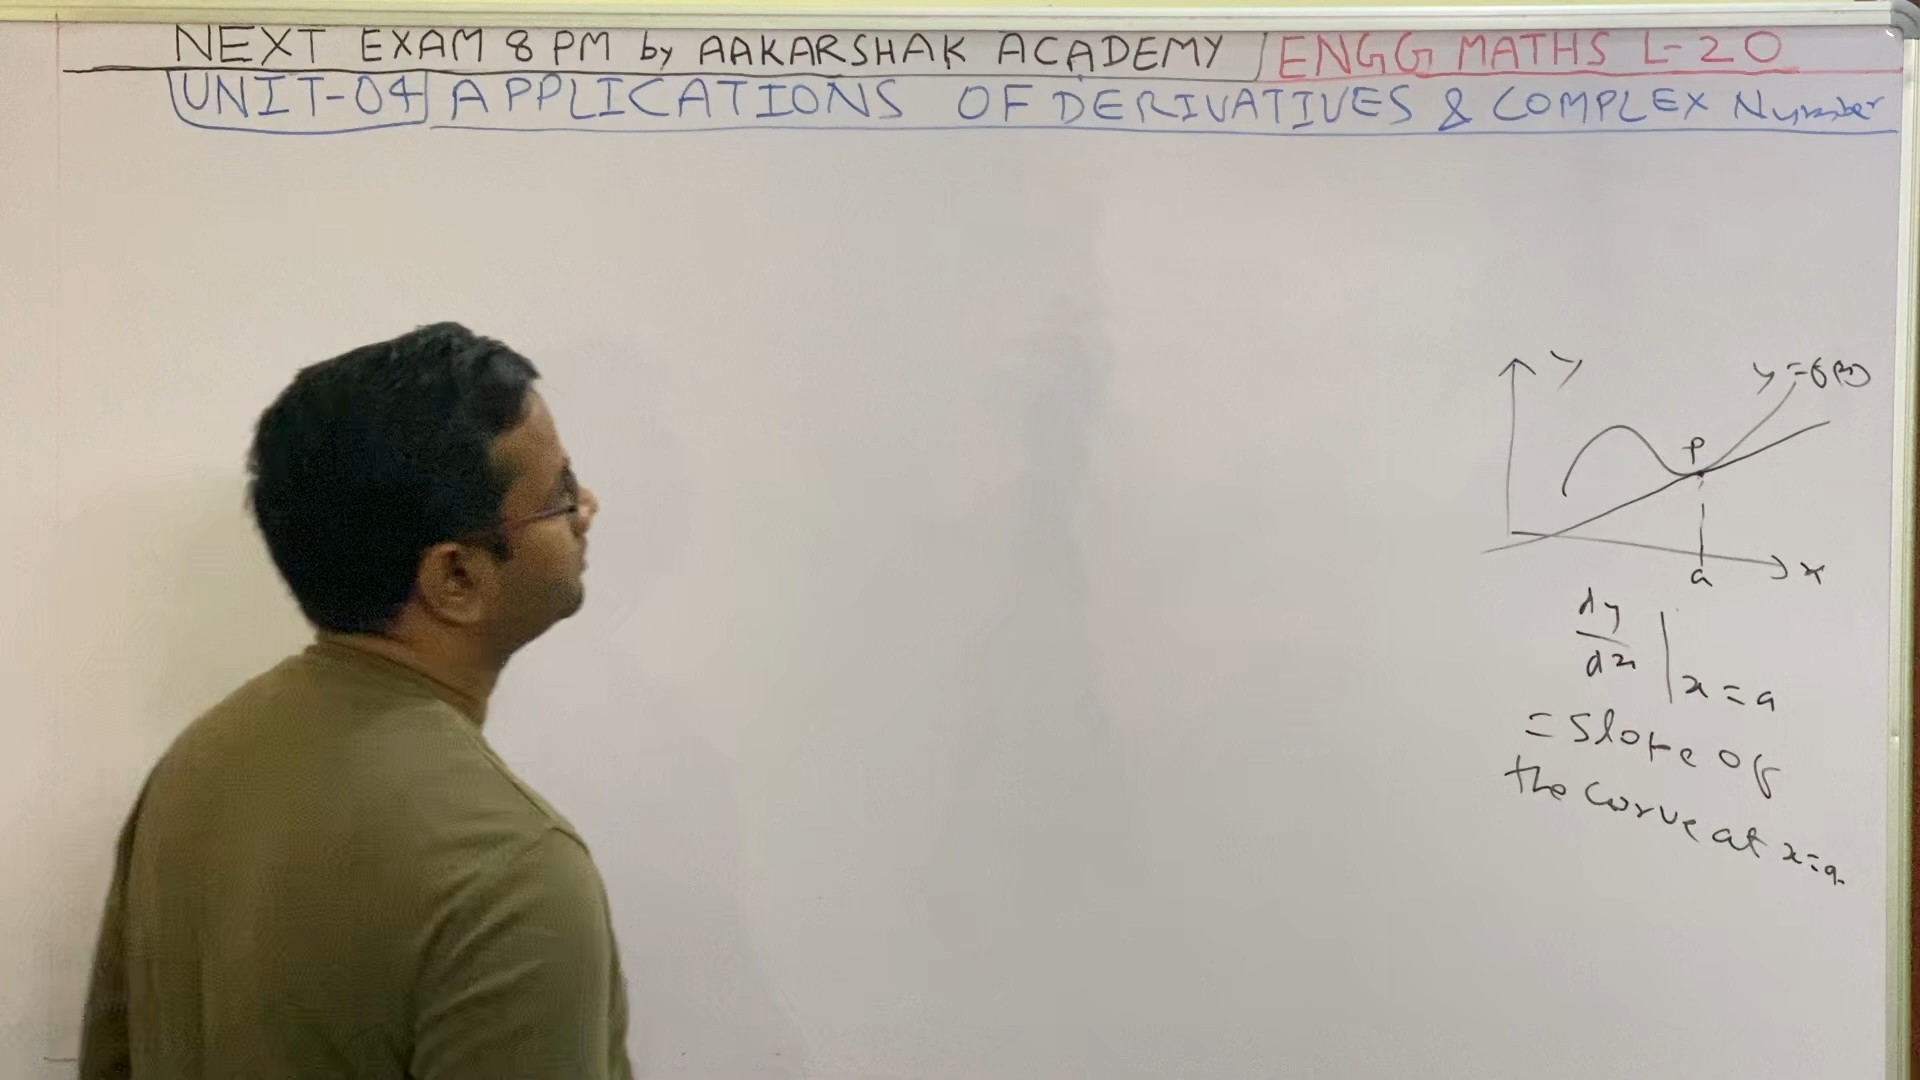 NEXT EXAM 8 PM by AAKARSHAK ACADEMY ENGG MATHS L-20
UNIT-04 APPLICATIONS OF DERIVATIVES & COMPLEX Number
y
y = f(x)
P
a
x
dy
dx
x = a
= Slope of
the curve at x=a